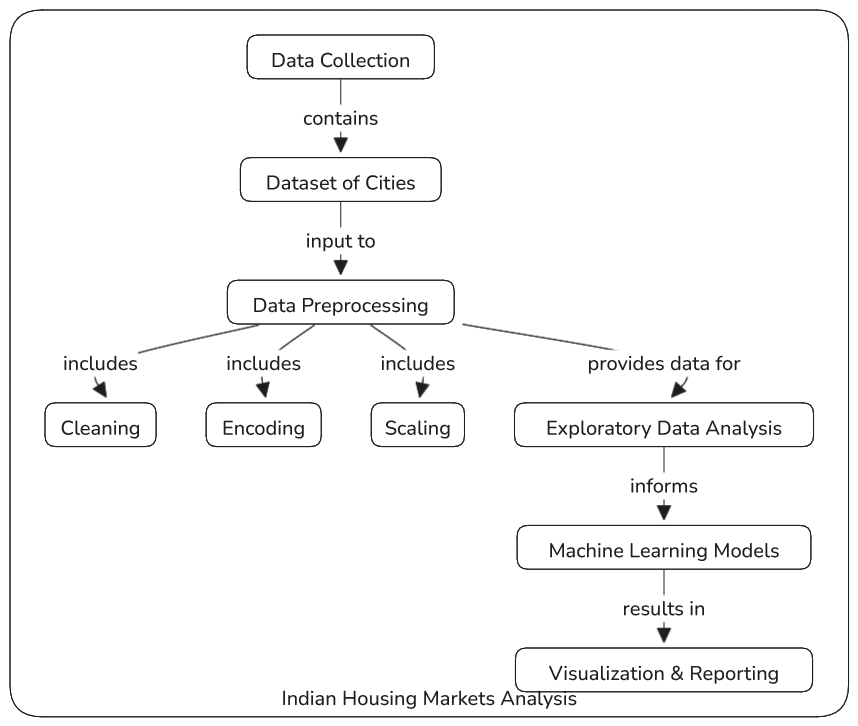 Data Collection
contains
Dataset of Cities
input to
Data Preprocessing
includes
includes
includes
provides data for
Cleaning
Encoding
Scaling
Exploratory Data Analysis
informs
Machine Learning Models
results in
Visualization & Reporting
Indian Housing Markets Analysis